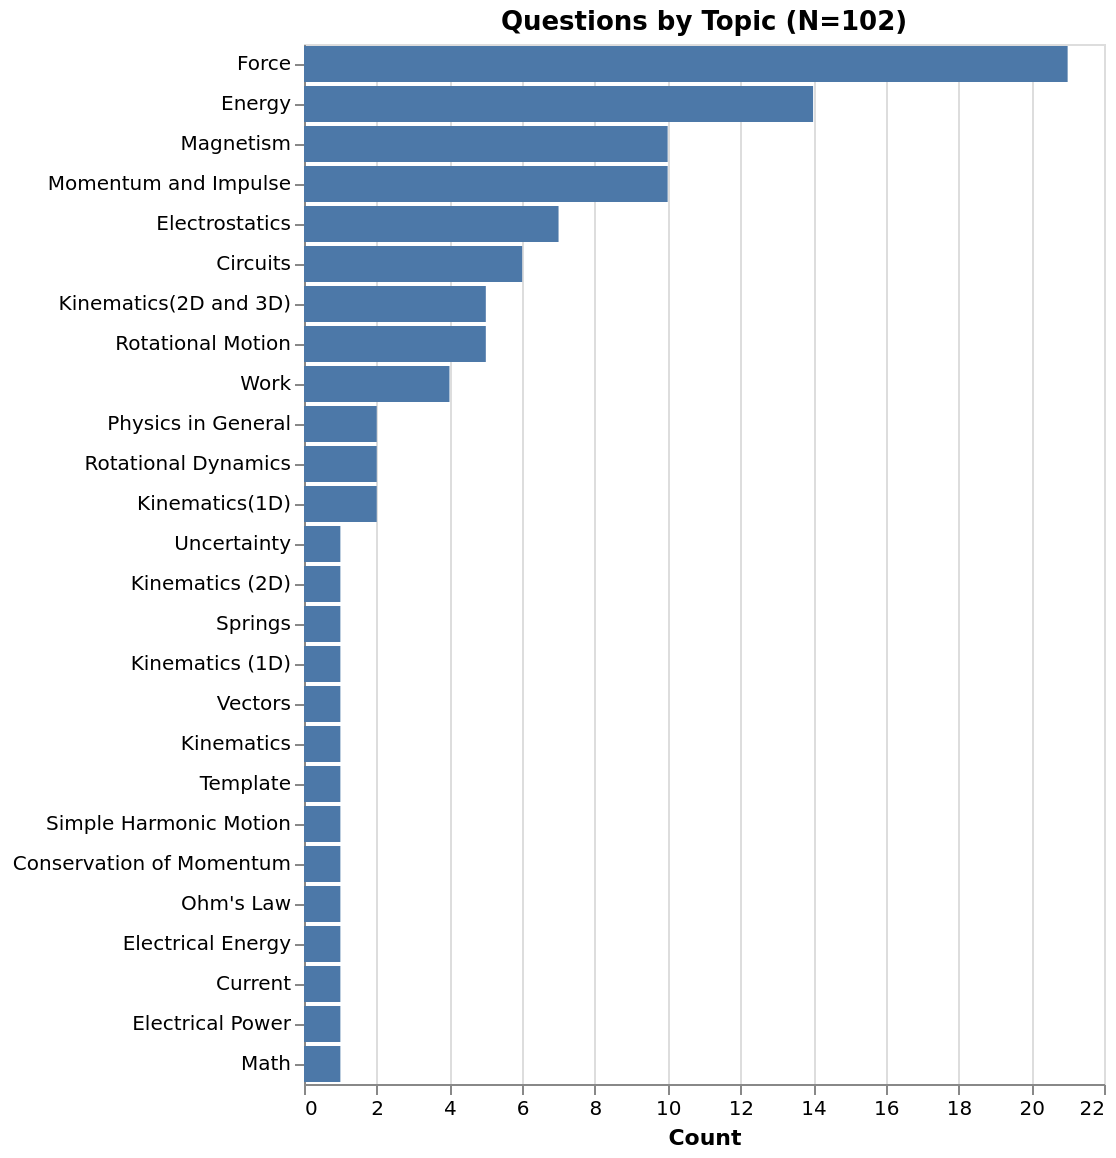 Questions by Topic (N=102)
Force
Energy
Magnetism
Momentum and Impulse
Electrostatics
Circuits
Kinematics(2D and 3D)
Rotational Motion
Work
Physics in General
Rotational Dynamics
Kinematics(1D)
Uncertainty
Kinematics (2D)
Springs
Kinematics (1D)
Vectors
Kinematics
Template
Simple Harmonic Motion
Conservation of Momentum
Ohm's Law
Electrical Energy
Current
Electrical Power
Math
0 2 4 6 8 10 12 14 16 18 20 22
Count